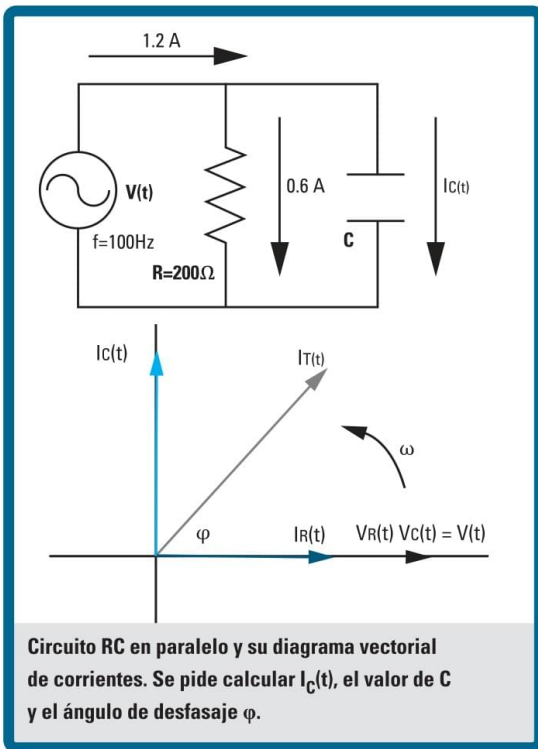 1.2 A
V(t)
0.6 A
IC(t)
f=100Hz
C
R=200Ω
IC(t)
IT(t)
ω
φ
IR(t)
VR(t) VC(t) = V(t)
Circuito RC en paralelo y su diagrama vectorial
de corrientes. Se pide calcular IC(t), el valor de C
y el ángulo de desfasaje φ.